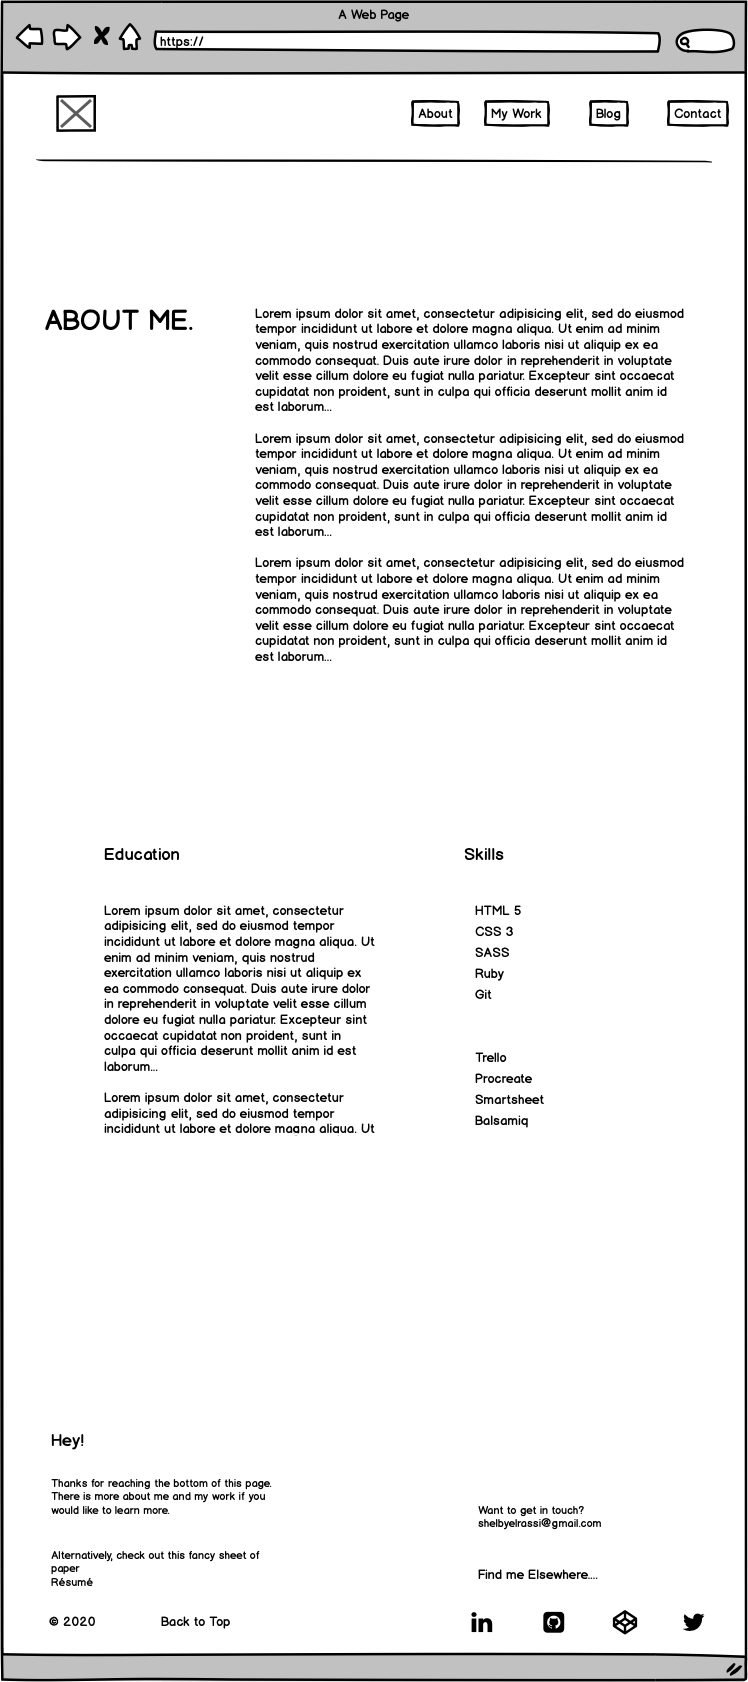 A Web Page
https://
About
My Work
Blog
Contact
ABOUT ME.
Lorem ipsum dolor sit amet, consectetur adipisicing elit, sed do eiusmod
tempor incididunt ut labore et dolore magna aliqua. Ut enim ad minim
veniam, quis nostrud exercitation ullamco laboris nisi ut aliquip ex ea
commodo consequat. Duis aute irure dolor in reprehenderit in voluptate
velit esse cillum dolore eu fugiat nulla pariatur. Excepteur sint occaecat
cupidatat non proident, sunt in culpa qui officia deserunt mollit anim id
est laborum...
Lorem ipsum dolor sit amet, consectetur adipisicing elit, sed do eiusmod
tempor incididunt ut labore et dolore magna aliqua. Ut enim ad minim
veniam, quis nostrud exercitation ullamco laboris nisi ut aliquip ex ea
commodo consequat. Duis aute irure dolor in reprehenderit in voluptate
velit esse cillum dolore eu fugiat nulla pariatur. Excepteur sint occaecat
cupidatat non proident, sunt in culpa qui officia deserunt mollit anim id
est laborum...
Lorem ipsum dolor sit amet, consectetur adipisicing elit, sed do eiusmod
tempor incididunt ut labore et dolore magna aliqua. Ut enim ad minim
veniam, quis nostrud exercitation ullamco laboris nisi ut aliquip ex ea
commodo consequat. Duis aute irure dolor in reprehenderit in voluptate
velit esse cillum dolore eu fugiat nulla pariatur. Excepteur sint occaecat
cupidatat non proident, sunt in culpa qui officia deserunt mollit anim id
est laborum...
Education
Lorem ipsum dolor sit amet, consectetur
adipisicing elit, sed do eiusmod tempor
incididunt ut labore et dolore magna aliqua. Ut
enim ad minim veniam, quis nostrud
exercitation ullamco laboris nisi ut aliquip ex
ea commodo consequat. Duis aute irure dolor
in reprehenderit in voluptate velit esse cillum
dolore eu fugiat nulla pariatur. Excepteur sint
occaecat cupidatat non proident, sunt in
culpa qui officia deserunt mollit anim id est
laborum...
Lorem ipsum dolor sit amet, consectetur
adipisicing elit, sed do eiusmod tempor
incididunt ut labore et dolore magna aliqua. Ut
Skills
HTML 5
CSS 3
SASS
Ruby
Git
Trello
Procreate
Smartsheet
Balsamiq
Hey!
Thanks for reaching the bottom of this page.
There is more about me and my work if you
would like to learn more.
Alternatively, check out this fancy sheet of
paper
Résumé
Want to get in touch?
shelbyelrassi@gmail.com
Find me Elsewhere....
© 2020
Back to Top
in